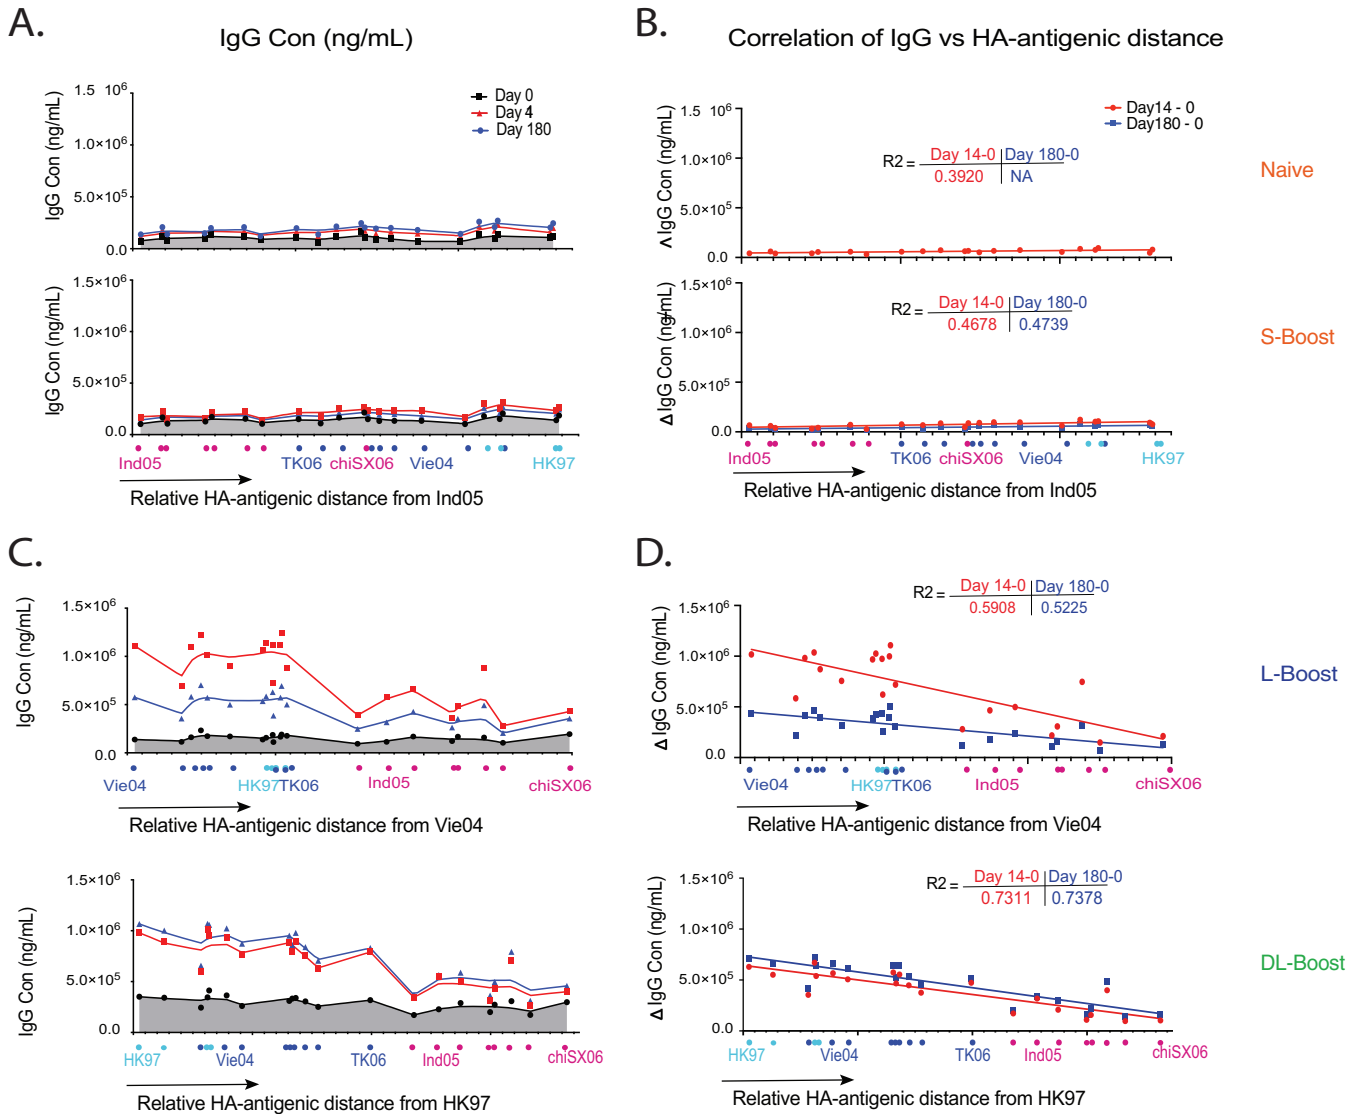 A.
IgG Con (ng/mL)
1.5 10⁶
1.0×10⁶
5.0×10⁵
0.0
IgG Con (ng/mL)
Day 0
Day 4
Day 180
1.5×10⁶
1.0×10⁶
5.0×10⁵
0.0
IgG Con (ng/mL)
Ind05 TK06 chiSX06 Vie04 HK97
Relative HA-antigenic distance from Ind05
B.
Correlation of IgG vs HA-antigenic distance
1.5 10⁶
1.0×10⁶
5.0×10⁵
0.0
Λ IgG Con (ng/mL)
Day14 - 0
Day180 - 0
R2 = Day 14-0 Day 180-0
0.3920 NA
Naive
1.5×10⁶
1.0×10⁶
5.0×10⁵
0.0
Δ IgG Con (ng/mL)
R2 = Day 14-0 Day 180-0
0.4678 0.4739
S-Boost
Ind05 TK06 chiSX06 Vie04 HK97
Relative HA-antigenic distance from Ind05
C.
1.5×10⁶
1.0×10⁶
5.0×10⁵
0.0
IgG Con (ng/mL)
Vie04 HK97 TK06 Ind05 chiSX06
Relative HA-antigenic distance from Vie04
1.5×10⁶
1.0×10⁶
5.0×10⁵
0.0
IgG Con (ng/mL)
HK97 Vie04 TK06 Ind05 chiSX06
Relative HA-antigenic distance from HK97
D.
1.5×10⁶
1.0×10⁶
5.0×10⁵
0.0
Δ IgG Con (ng/mL)
R2 = Day 14-0 Day 180-0
0.5908 0.5225
L-Boost
Vie04 HK97 TK06 Ind05 chiSX06
Relative HA-antigenic distance from Vie04
1.5×10⁶
1.0×10⁶
5.0×10⁵
0.0
Δ IgG Con (ng/mL)
R2 = Day 14-0 Day 180-0
0.7311 0.7378
DL-Boost
HK97 Vie04 TK06 Ind05 chiSX06
Relative HA-antigenic distance from HK97